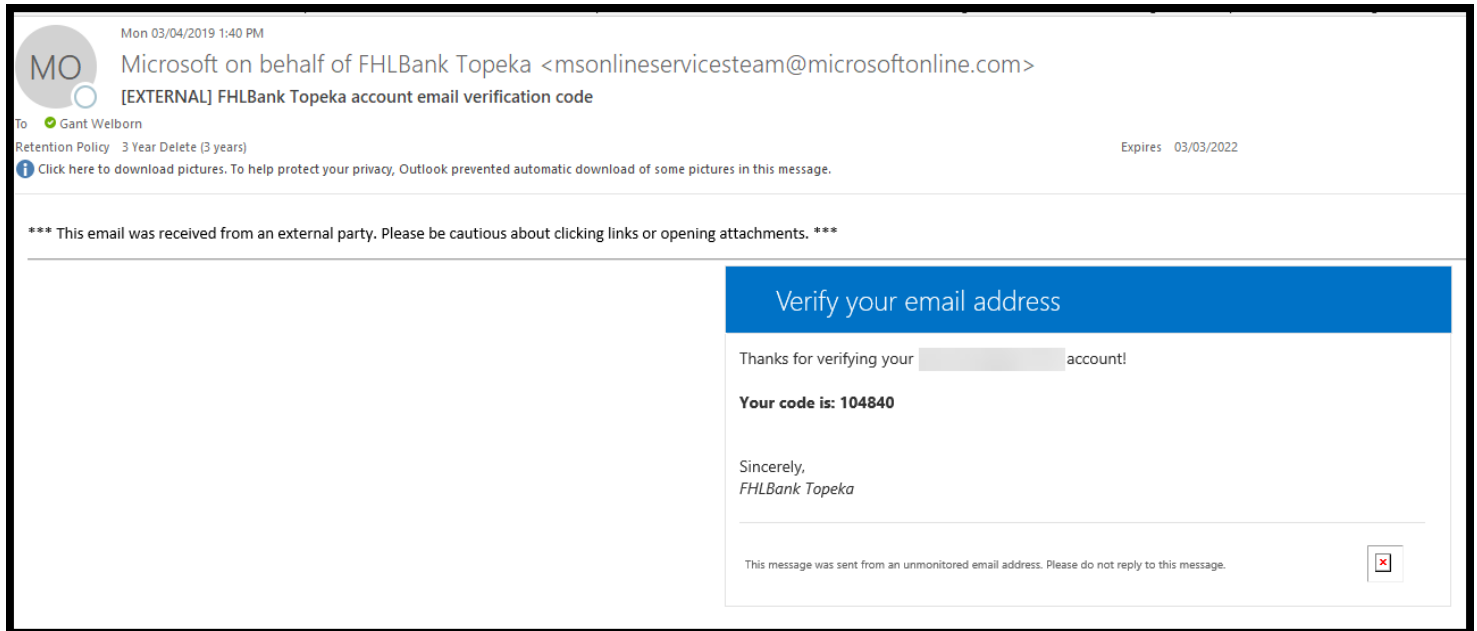 Mon 03/04/2019 1:40 PM
MO
Microsoft on behalf of FHLBank Topeka <msonlineservicesteam@microsoftonline.com>
[EXTERNAL] FHLBank Topeka account email verification code
To Gant Welborn
Retention Policy 3 Year Delete (3 years) Expires 03/03/2022
Click here to download pictures. To help protect your privacy, Outlook prevented automatic download of some pictures in this message.
*** This email was received from an external party. Please be cautious about clicking links or opening attachments. ***
Verify your email address
Thanks for verifying your account!
Your code is: 104840
Sincerely,
FHLBank Topeka
This message was sent from an unmonitored email address. Please do not reply to this message.